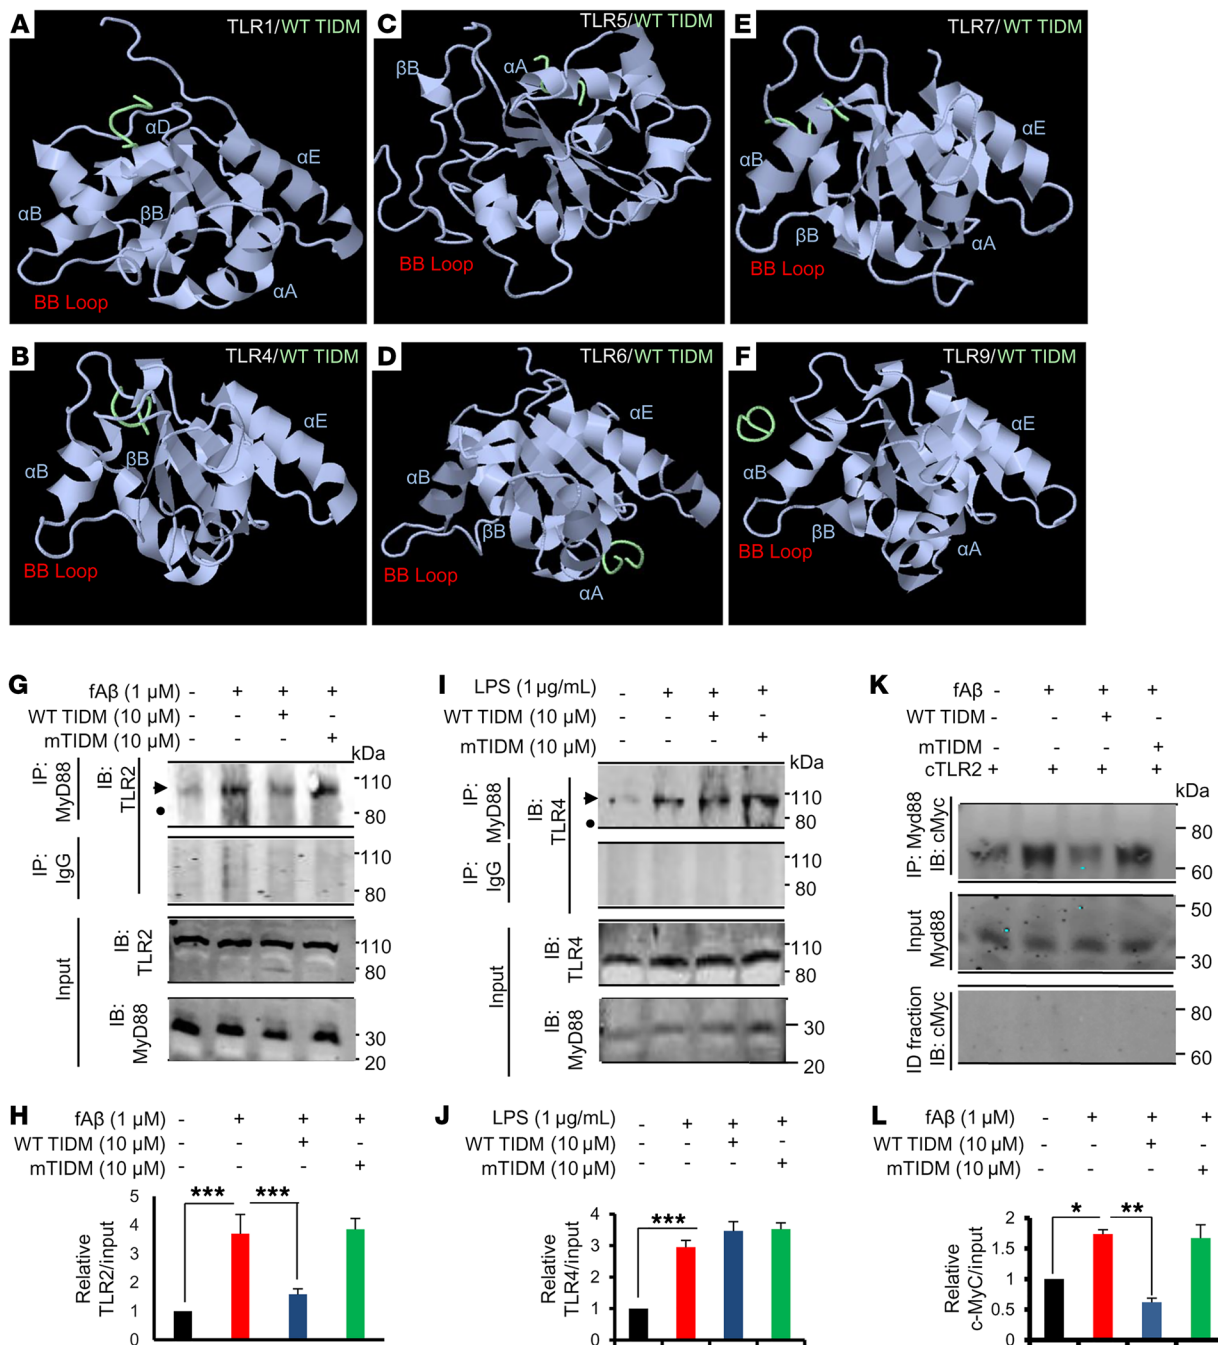 A TLR1/WT TIDM
αD
αE
αB
βB
αA
BB Loop
C TLR5/WT TIDM
βB
αA
BB Loop
E TLR7/WT TIDM
αE
αB
βB
αA
BB Loop
B TLR4/WT TIDM
αE
αB
βB
BB Loop
D TLR6/WT TIDM
αE
αB
βB
BB Loop
αA
F TLR9/WT TIDM
αE
αB
βB
αA
BB Loop
G
fAβ (1 µM) - + + +
WT TIDM (10 µM) - - + -
mTIDM (10 µM) - - - +
kDa
IP: MyD88
IB: TLR2
110
80
IP: IgG
110
80
Input
IB: TLR2
110
80
IB: MyD88
30
20
I
LPS (1 µg/mL) - + + +
WT TIDM (10 µM) - - + -
mTIDM (10 µM) - - - +
kDa
IP: MyD88
IB: TLR4
110
80
IP: IgG
110
80
Input
IB: TLR4
110
80
IB: MyD88
30
20
K
fAβ - + + +
WT TIDM - - + -
mTIDM - - - +
cTLR2 + + + +
kDa
IP: Myd88
IB: cMyc
80
60
Input
Myd88
50
30
ID fraction
IB: cMyc
80
60
H
fAβ (1 µM) - + + +
WT TIDM (10 µM) - - + -
mTIDM (10 µM) - - - +
Relative
TLR2/input
5
4
3
2
1
0
*** ***
J
LPS (1 µg/mL) - + + +
WT TIDM (10 µM) - - + -
mTIDM (10 µM) - - - +
Relative
TLR4/input
4
3
2
1
0
***
L
fAβ (1 µM) - + + +
WT TIDM (10 µM) - - + -
mTIDM (10 µM) - - - +
Relative
c-MyC/input
2
1.5
1
0.5
0
* **